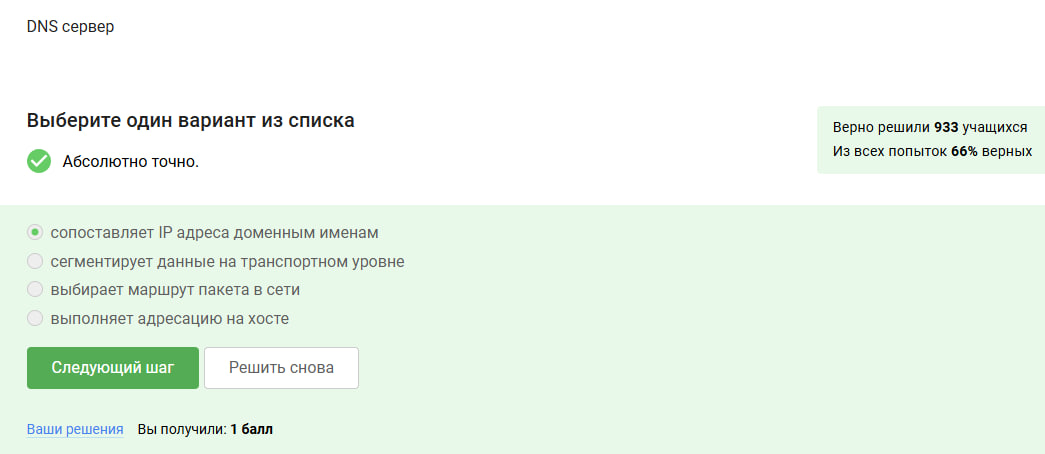 DNS сервер
Выберите один вариант из списка
Абсолютно точно.
Верно решили 933 учащихся
Из всех попыток 66% верных
сопоставляет IP адреса доменным именам
сегментирует данные на транспортном уровне
выбирает маршрут пакета в сети
выполняет адресацию на хосте
Следующий шаг
Решить снова
Ваши решения Вы получили: 1 балл